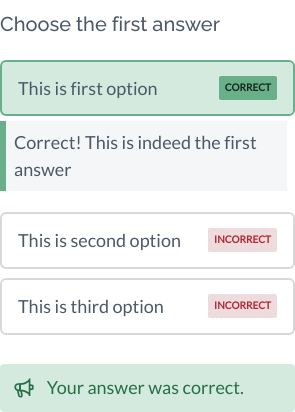 Choose the first answer
This is first option CORRECT
Correct! This is indeed the first
answer
This is second option INCORRECT
This is third option INCORRECT
Your answer was correct.